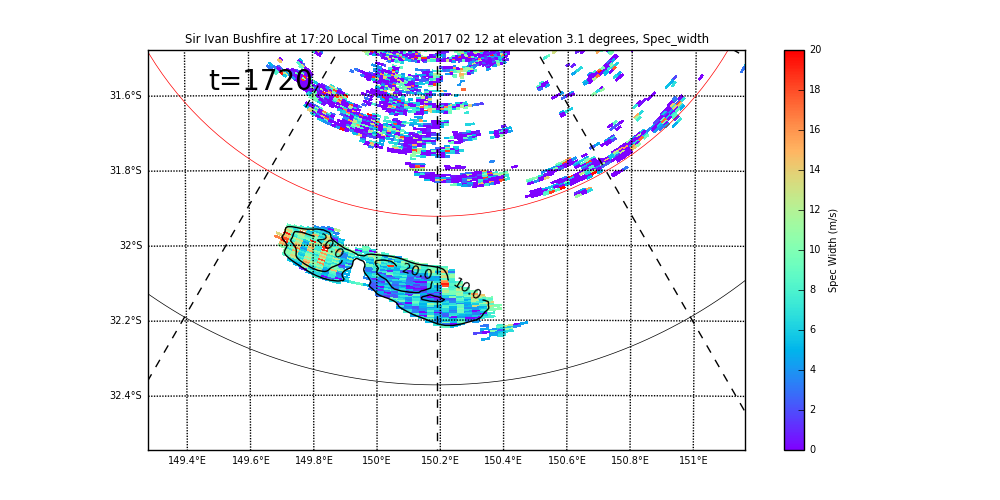 Sir Ivan Bushfire at 17:20 Local Time on 2017 02 12 at elevation 3.1 degrees, Spec_width
t=1720
31.6°S
31.8°S
32°S
32.2°S
32.4°S
149.4°E 149.6°E 149.8°E 150°E 150.2°E 150.4°E 150.6°E 150.8°E 151°E
20.0
10.0
20
18
16
14
12
10
8
6
4
2
0
Spec Width (m/s)